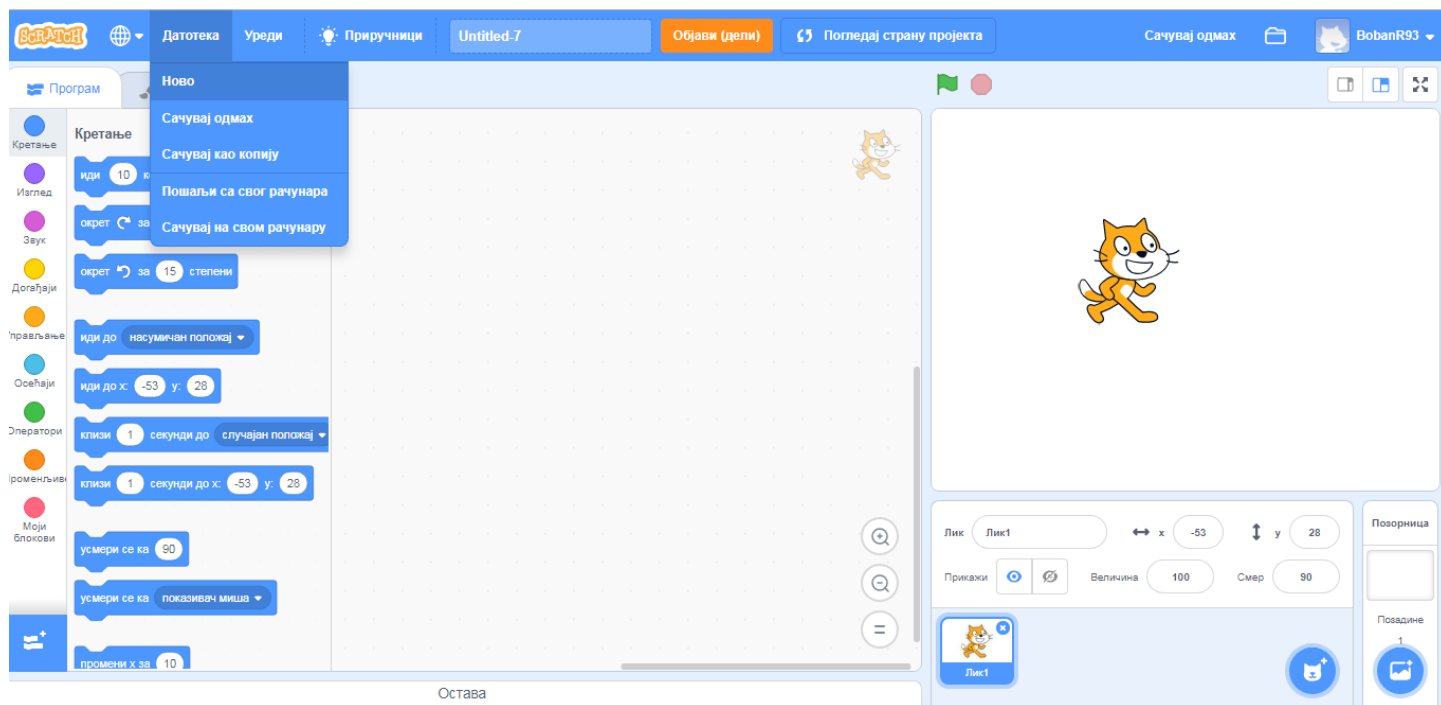 SCRATCH Датотека Уреди Приручници Untitled-7 Објави (дели) Погледај страну пројекта Сачувај одмах BobanR93
Ново
Сачувај одмах
Сачувај као копију
Пошаљи са свог рачунара
Сачувај на свом рачунару
Програм
Кретање
Изглед
Звук
Догађаји
Управљање
Осећаји
Оператори
Променљиве
Моји
блокови
Кретање
иди 10
окрет за
окрет за 15 степени
иди до насумичан положај
иди до x: -53 y: 28
клизи 1 секунди до случајан положај
клизи 1 секунди до x: -53 y: 28
усмери се ка 90
усмери се ка показивач миша
промени x за 10
Остава
Лик Лик1 x -53 y 28
Прикажи Величина 100 Смер 90
Лик1
Позорница
Позадине
1